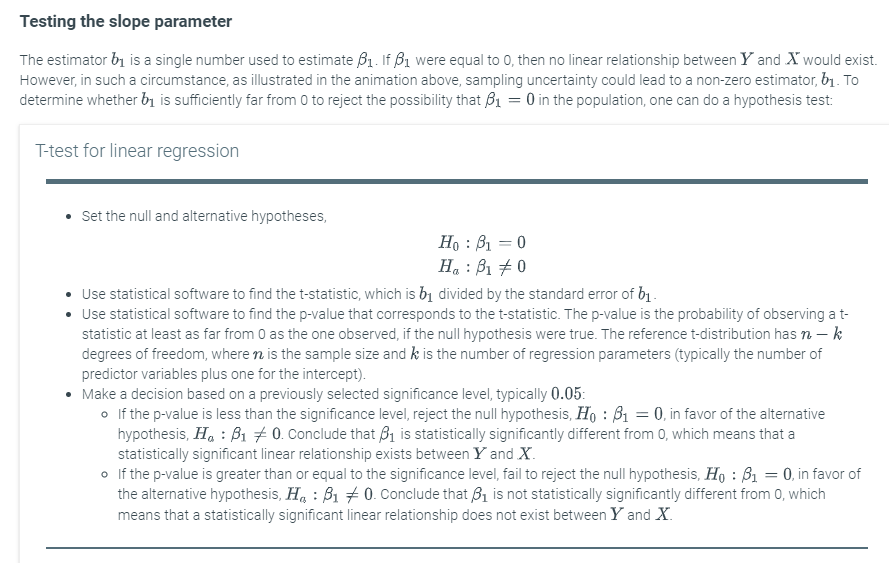 Testing the slope parameter
The estimator b₁ is a single number used to estimate β₁. If β₁ were equal to 0, then no linear relationship between Y and X would exist.
However, in such a circumstance, as illustrated in the animation above, sampling uncertainty could lead to a non-zero estimator, b₁. To
determine whether b₁ is sufficiently far from 0 to reject the possibility that β₁ = 0 in the population, one can do a hypothesis test:
T-test for linear regression
• Set the null and alternative hypotheses,
H₀ : β₁ = 0
Hₐ : β₁ ≠ 0
• Use statistical software to find the t-statistic, which is b₁ divided by the standard error of b₁.
• Use statistical software to find the p-value that corresponds to the t-statistic. The p-value is the probability of observing a t-
statistic at least as far from 0 as the one observed, if the null hypothesis were true. The reference t-distribution has n − k
degrees of freedom, where n is the sample size and k is the number of regression parameters (typically the number of
predictor variables plus one for the intercept).
• Make a decision based on a previously selected significance level, typically 0.05:
○ If the p-value is less than the significance level, reject the null hypothesis, H₀ : β₁ = 0, in favor of the alternative
hypothesis, Hₐ : β₁ ≠ 0. Conclude that β₁ is statistically significantly different from 0, which means that a
statistically significant linear relationship exists between Y and X.
○ If the p-value is greater than or equal to the significance level, fail to reject the null hypothesis, H₀ : β₁ = 0, in favor of
the alternative hypothesis, Hₐ : β₁ ≠ 0. Conclude that β₁ is not statistically significantly different from 0, which
means that a statistically significant linear relationship does not exist between Y and X.